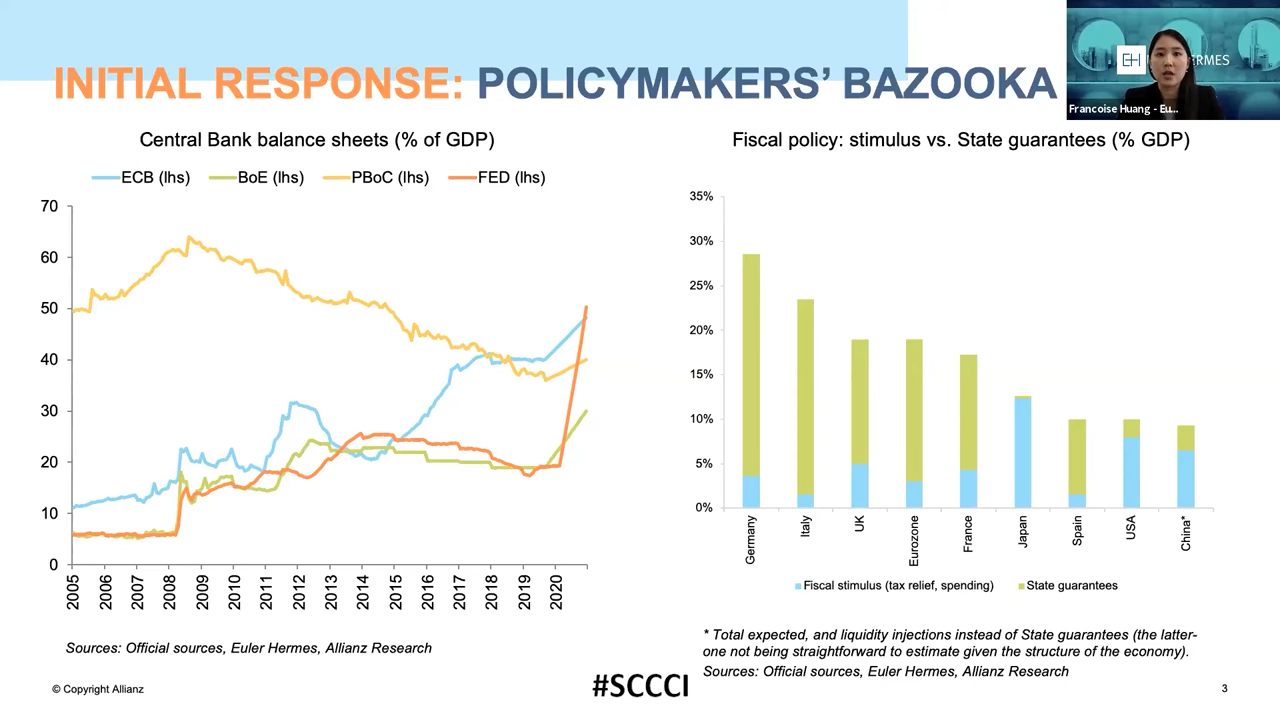 INITIAL RESPONSE: POLICYMAKERS' BAZOOKA
EH
ERMES
Francoise Huang - Eu...
Central Bank balance sheets (% of GDP)
ECB (lhs) BoE (lhs) PBoC (lhs) FED (lhs)
70
60
50
40
30
20
10
0
2005 2006 2007 2008 2009 2010 2011 2012 2013 2014 2015 2016 2017 2018 2019 2020
Sources: Official sources, Euler Hermes, Allianz Research
Fiscal policy: stimulus vs. State guarantees (% GDP)
35%
30%
25%
20%
15%
10%
5%
0%
Germany Italy UK Eurozone France Japan Spain USA China*
Fiscal stimulus (tax relief, spending) State guarantees
* Total expected, and liquidity injections instead of State guarantees (the latter-
one not being straightforward to estimate given the structure of the economy).
Sources: Official sources, Euler Hermes, Allianz Research
© Copyright Allianz
#SCCCI
3